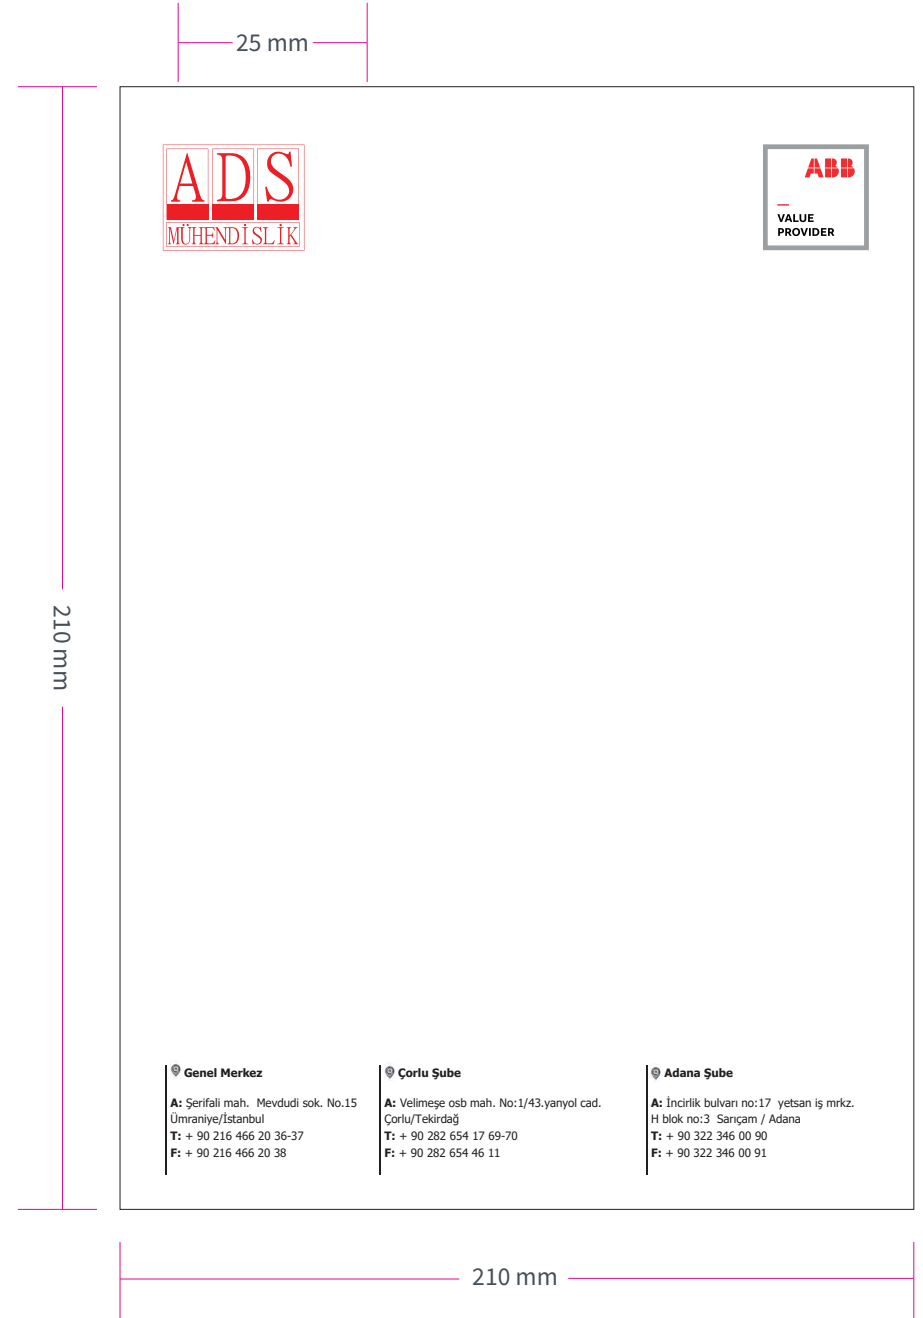 25 mm
ADS
MÜHENDİSLİK
ABB
VALUE
PROVIDER
210 mm
Genel Merkez
A: Şerifali mah. Mevdudi sok. No.15
Ümraniye/İstanbul
T: + 90 216 466 20 36-37
F: + 90 216 466 20 38
Çorlu Şube
A: Velimeşe osb mah. No:1/43.yanyol cad.
Çorlu/Tekirdağ
T: + 90 282 654 17 69-70
F: + 90 282 654 46 11
Adana Şube
A: İncirlik bulvarı no:17 yetsan iş mrkz.
H blok no:3 Sarıçam / Adana
T: + 90 322 346 00 90
F: + 90 322 346 00 91
210 mm